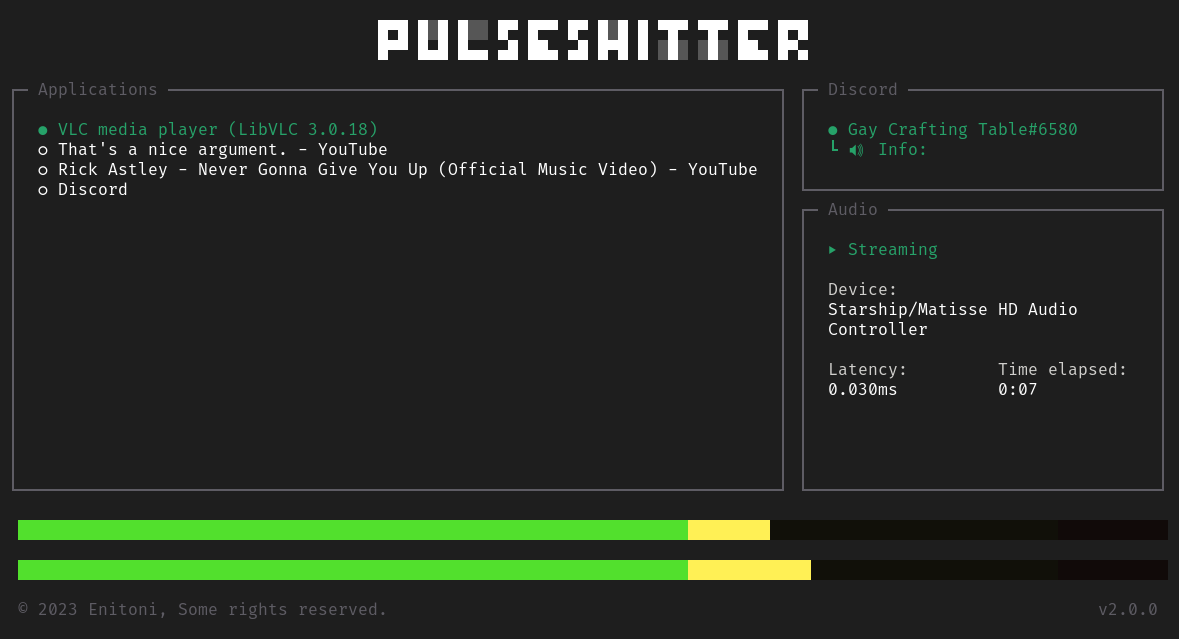 PULSESHITTER
Applications
● VLC media player (LibVLC 3.0.18)
○ That's a nice argument. - YouTube
○ Rick Astley - Never Gonna Give You Up (Official Music Video) - YouTube
○ Discord
Discord
● Gay Crafting Table#6580
└ 🔊 Info:
Audio
▶ Streaming
Device:
Starship/Matisse HD Audio
Controller
Latency: Time elapsed:
0.030ms 0:07
© 2023 Enitoni, Some rights reserved. v2.0.0